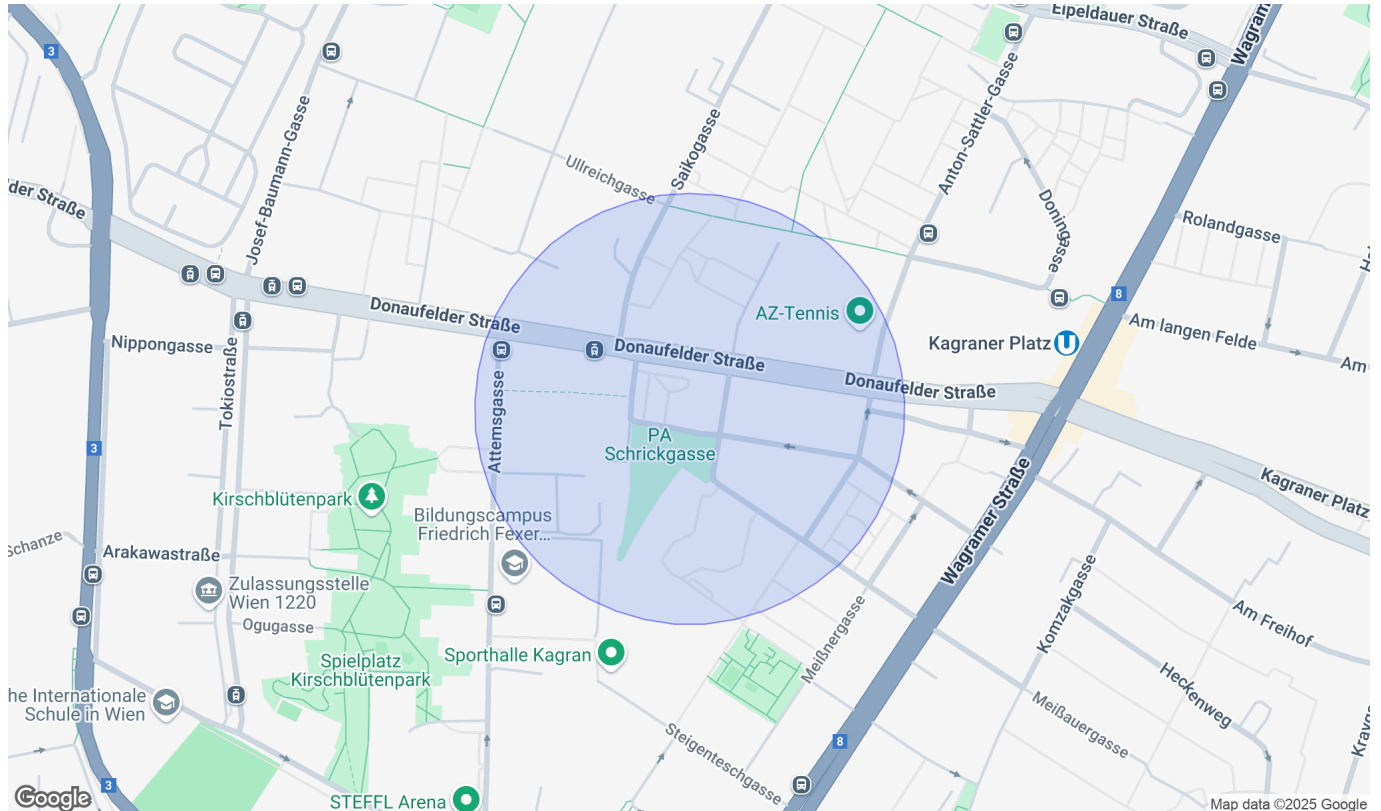 Eipeldauer Straße
Wagram
3
Josef-Baumann-Gasse
Saikogasse
Anton-Sattler-Gasse
Ullreichgasse
der Straße
Doningasse
Rolandgasse
8
AZ-Tennis
Donaufelder Straße
Donaufelder Straße
Donaufelder Straße
Kagraner Platz
U
Am langen Felde
Am
Nippongasse
Tokiostraße
Attemsgasse
PA
Schrickgasse
3
Kirschblütenpark
Bildungscampus
Friedrich Fexer...
Wagramer Straße
Kagraner Platz
Schanze
Arakawastraße
Zulassungsstelle
Wien 1220
Ogugasse
Komzakgasse
Am Freihof
Meißnergasse
Sporthalle Kagran
Spielplatz
Kirschblütenpark
he Internationale
Schule in Wien
Heckenweg
Meißauergasse
Steigenteschgasse
8
3
STEFFL Arena
Google
Map data ©2025 Google